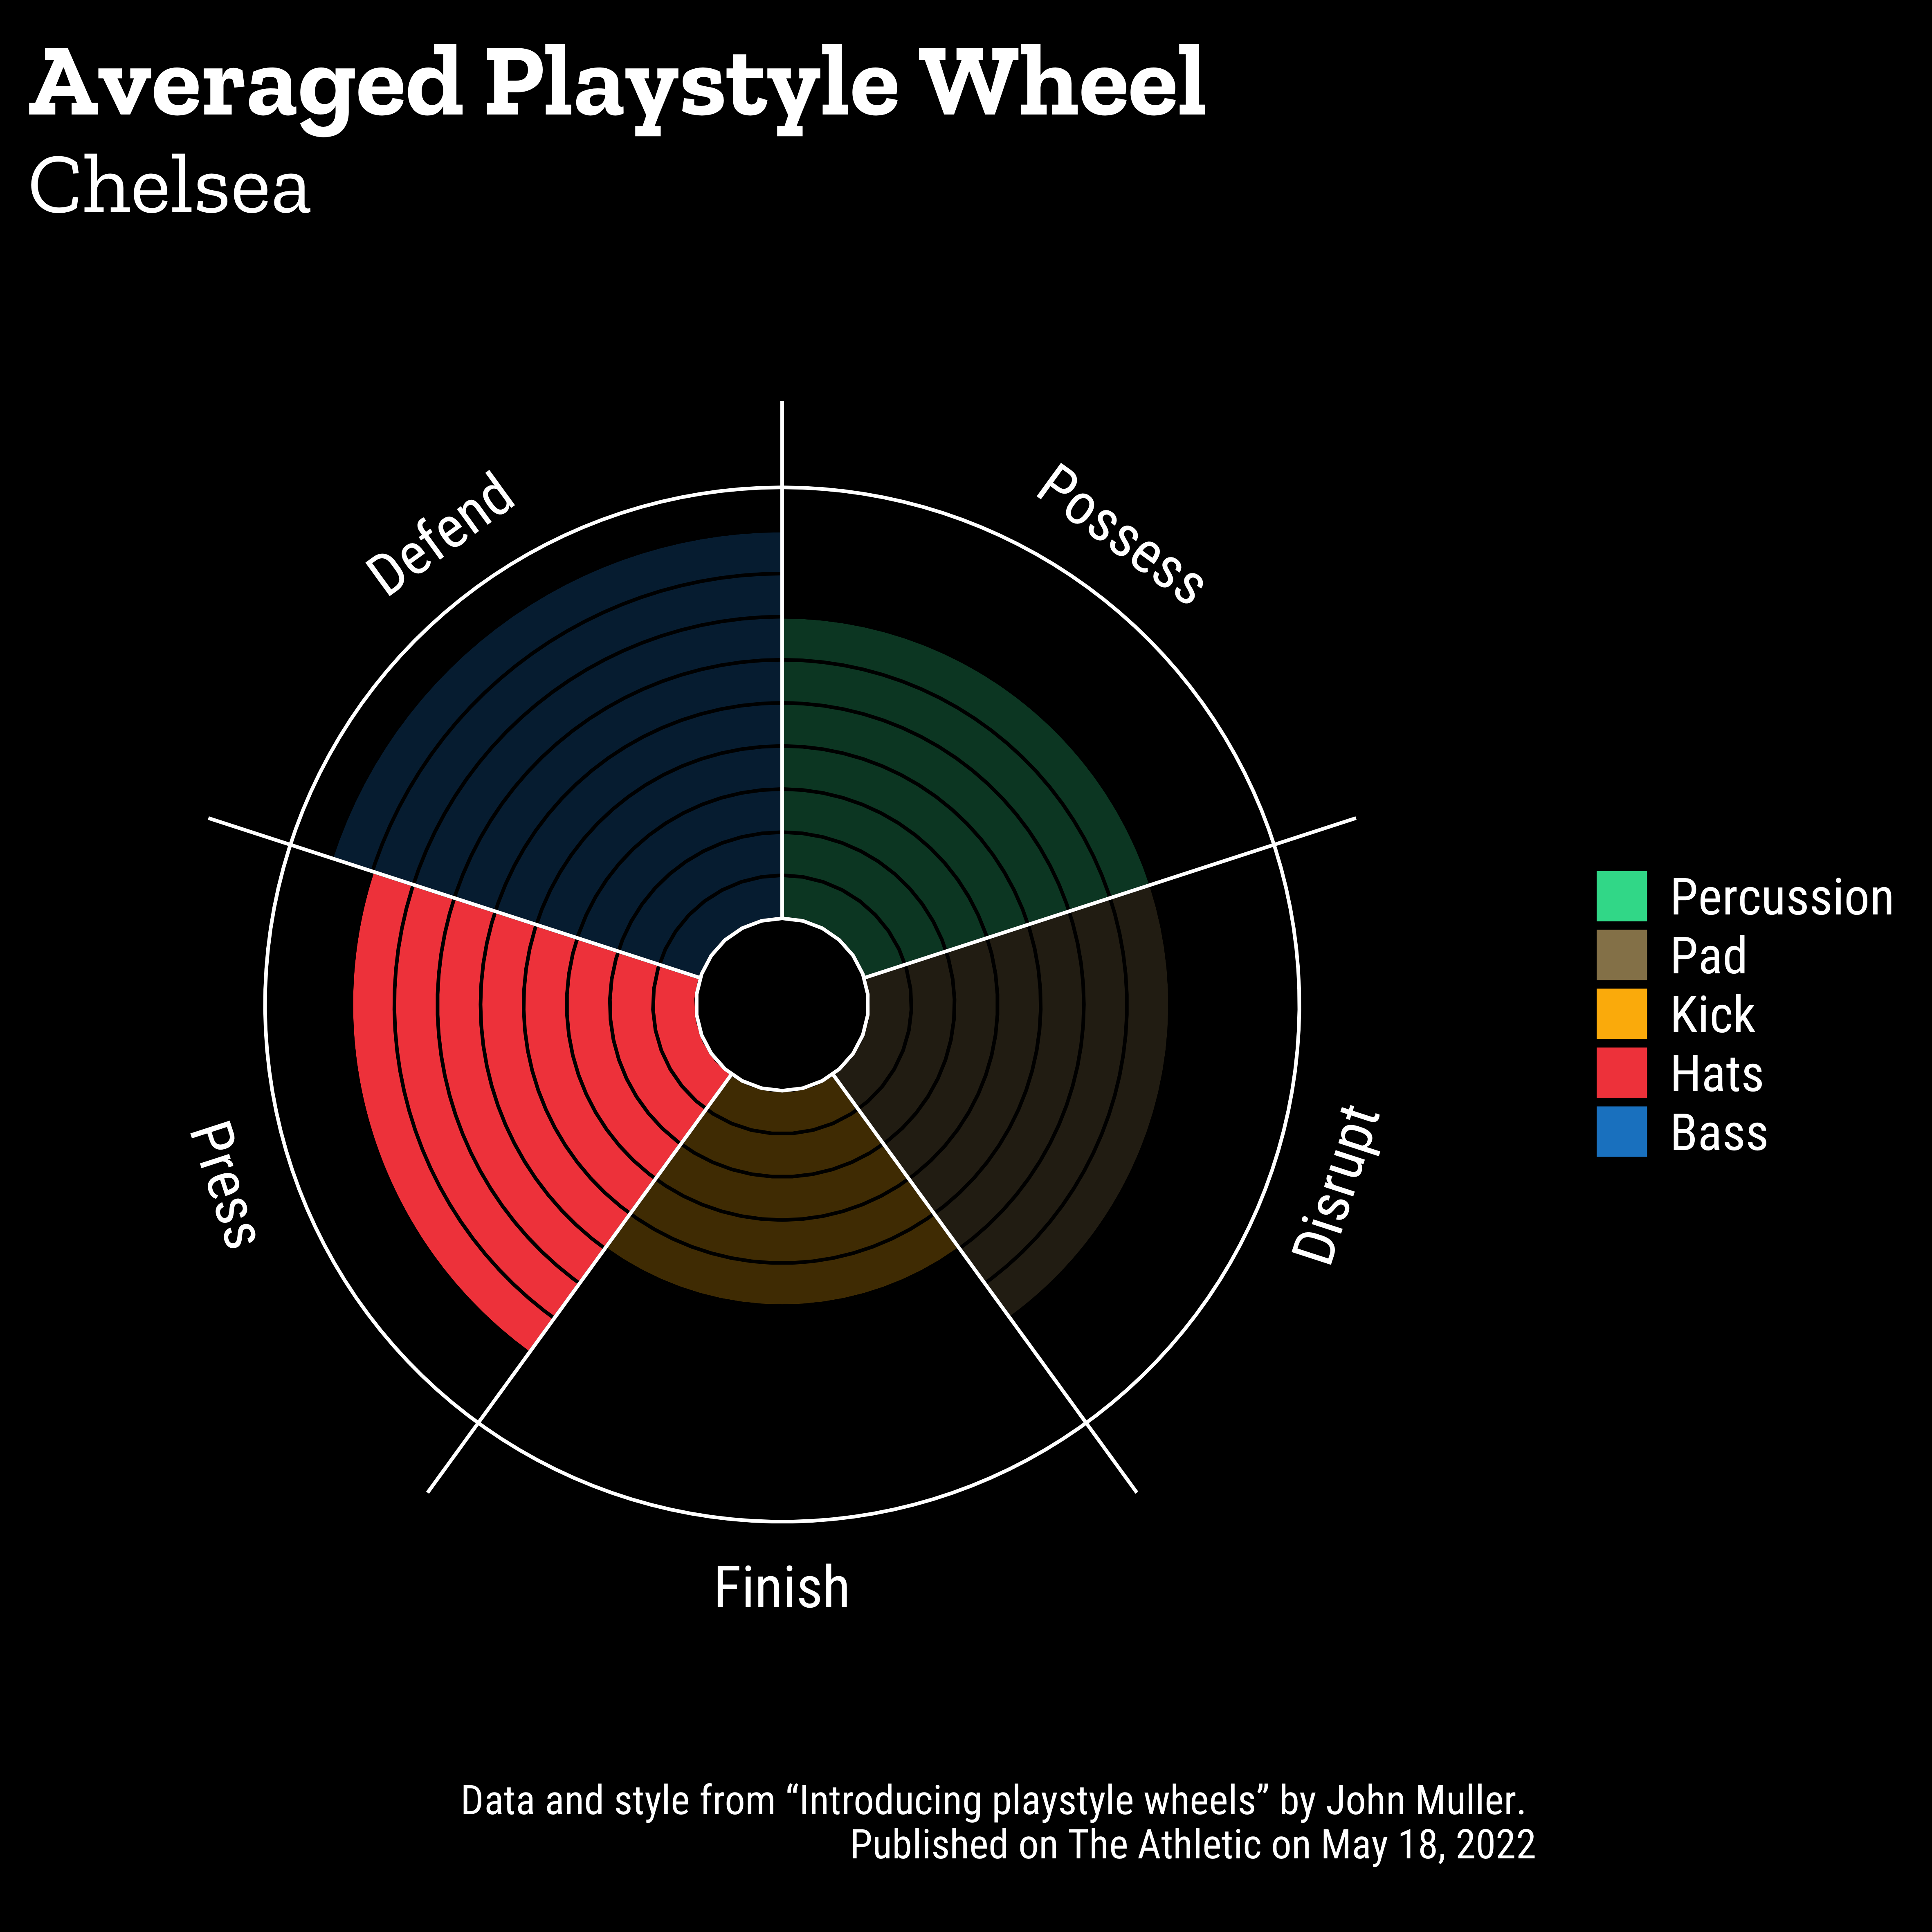 Averaged Playstyle Wheel
Chelsea
Defend
Possess
Press
Disrupt
Finish
Percussion
Pad
Kick
Hats
Bass
Data and style from “Introducing playstyle wheels” by John Muller.
Published on The Athletic on May 18, 2022